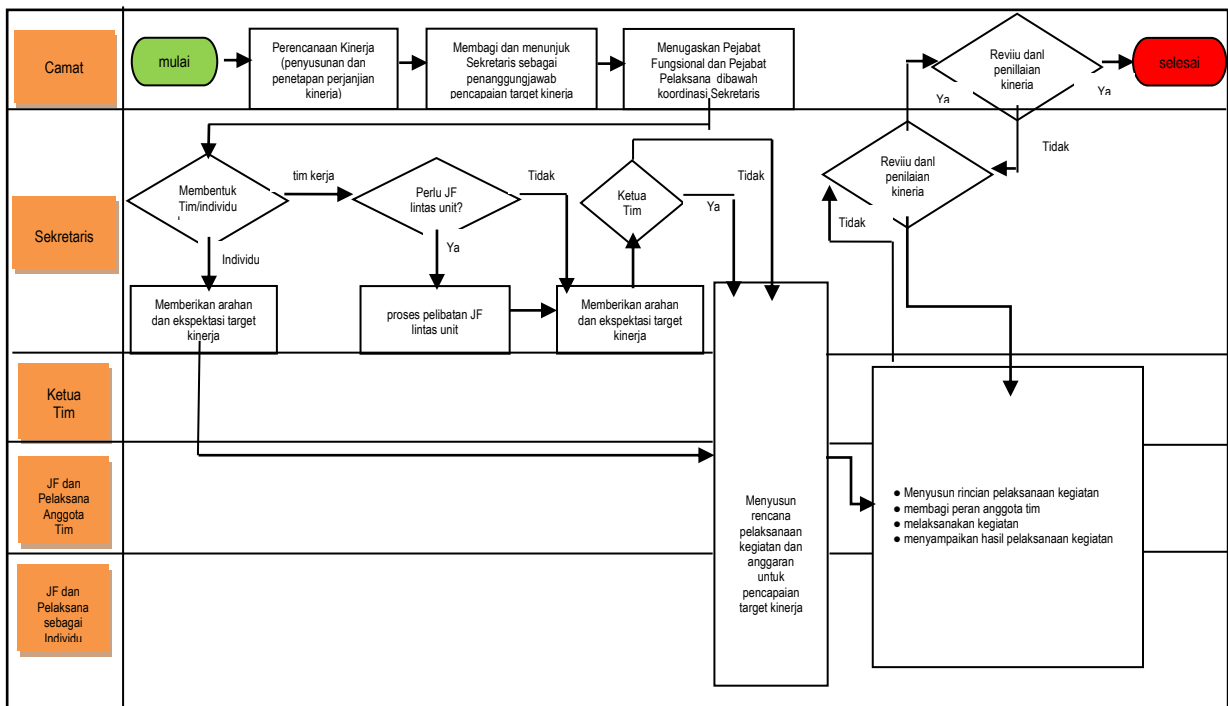 Camat
mulai
Perencanaan Kinerja
(penyusunan dan
penetapan perjanjian
kinerja)
Membagi dan menunjuk
Sekretaris sebagai
penanggungjawab
pencapaian target kinerja
Menugaskan Pejabat
Fungsional dan Pejabat
Pelaksana dibawah
koordinasi Sekretaris
Reviiu danl
penillaian
kineria
selesai
Ya
Ya
Tidak
Sekretaris
Membentuk
Tim/individu
tim kerja
Individu
Perlu JF
lintas unit?
Tidak
Ya
Ketua
Tim
Tidak
Ya
Reviiu danl
penilaian
kineria
Tidak
Memberikan arahan
dan ekspektasi target
kinerja
proses pelibatan JF
lintas unit
Memberikan arahan
dan ekspektasi target
kinerja
Ketua
Tim
JF dan
Pelaksana
Anggota
Tim
JF dan
Pelaksana
sebagai
Individu
Menyusun
rencana
pelaksanaan
kegiatan dan
anggaran
untuk
pencapaian
target kinerja
● Menyusun rincian pelaksanaan kegiatan
● membagi peran anggota tim
● melaksanakan kegiatan
● menyampaikan hasil pelaksanaan kegiatan